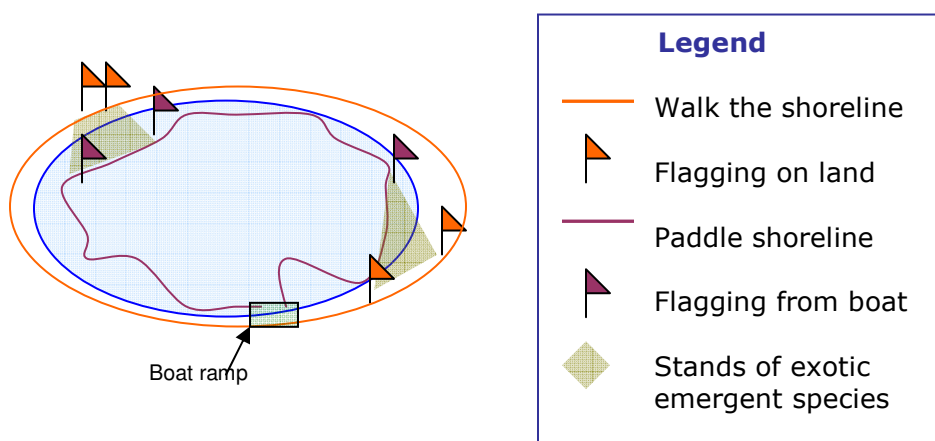 Legend
Walk the shoreline
Flagging on land
Paddle shoreline
Flagging from boat
Stands of exotic
emergent species
Boat ramp